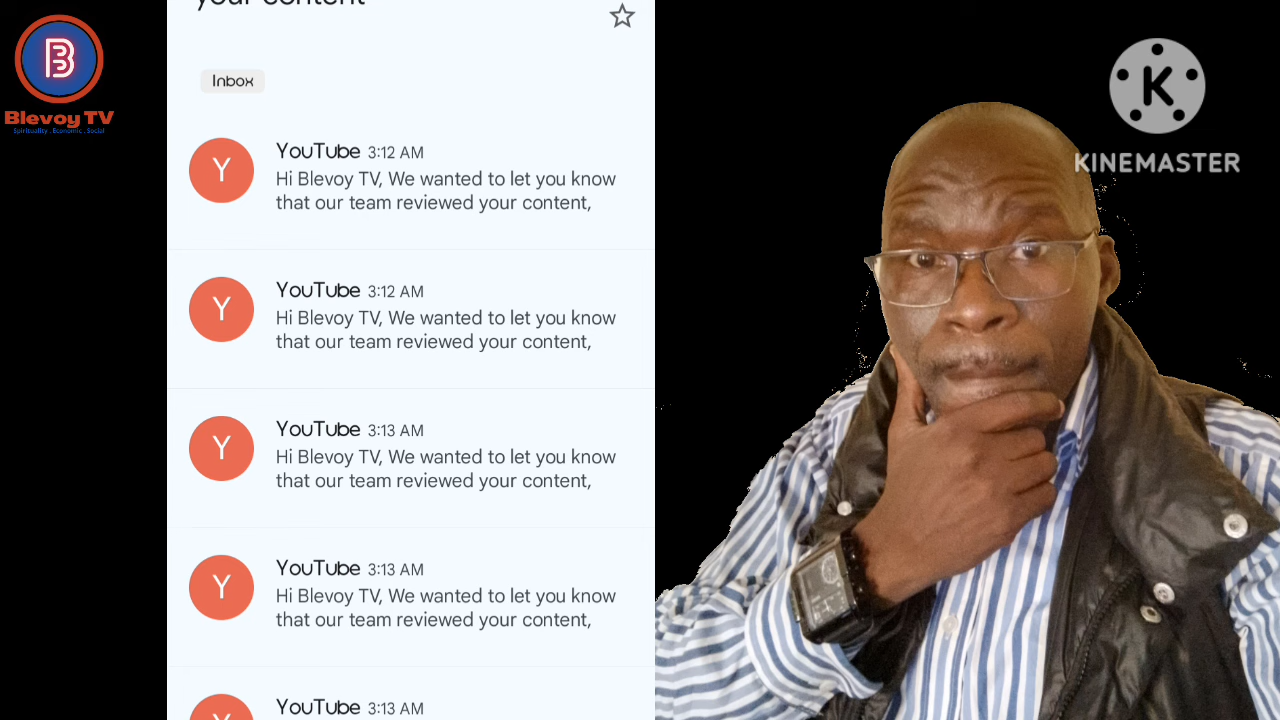 your content
B
Blevoy TV
Spirituality . Economic . Social
Inbox
Y
YouTube 3:12 AM
Hi Blevoy TV, We wanted to let you know
that our team reviewed your content,
Y
YouTube 3:12 AM
Hi Blevoy TV, We wanted to let you know
that our team reviewed your content,
Y
YouTube 3:13 AM
Hi Blevoy TV, We wanted to let you know
that our team reviewed your content,
Y
YouTube 3:13 AM
Hi Blevoy TV, We wanted to let you know
that our team reviewed your content,
Y
YouTube 3:13 AM
K
KINEMASTER